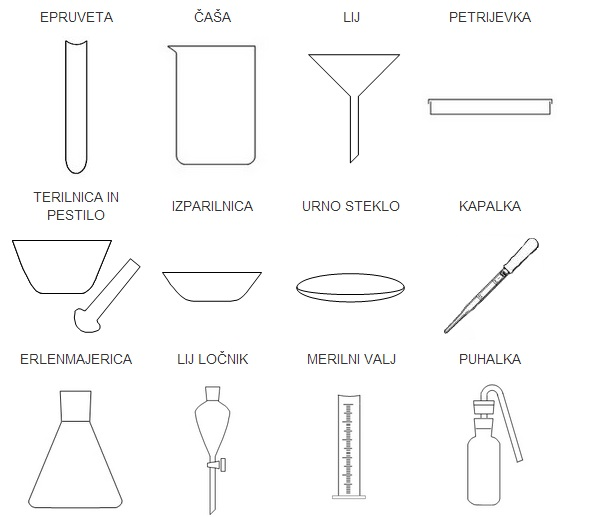 EPRUVETA
ČAŠA
LIJ
PETRIJEVKA
TERILNICA IN
PESTILO
IZPARILNICA
URNO STEKLO
KAPALKA
ERLENMAJERICA
LIJ LOČNIK
MERILNI VALJ
PUHALKA